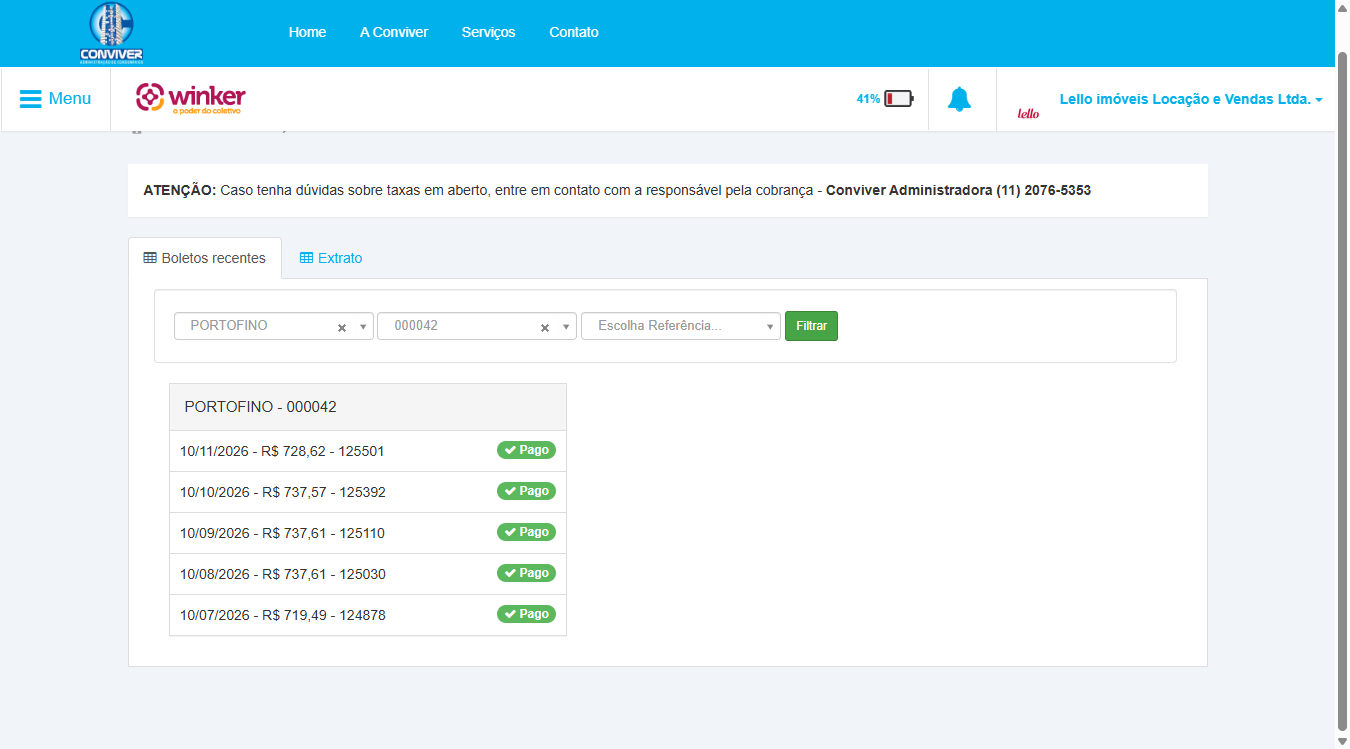 CONVIVER
Home A Conviver Serviços Contato
Menu
winker
o poder do coletivo
41%
lello
Lello imóveis Locação e Vendas Ltda.
ATENÇÃO: Caso tenha dúvidas sobre taxas em aberto, entre em contato com a responsável pela cobrança - Conviver Administradora (11) 2076-5353
Boletos recentes Extrato
PORTOFINO 000042 Escolha Referência... Filtrar
PORTOFINO - 000042
10/11/2026 - R$ 728,62 - 125501 Pago
10/10/2026 - R$ 737,57 - 125392 Pago
10/09/2026 - R$ 737,61 - 125110 Pago
10/08/2026 - R$ 737,61 - 125030 Pago
10/07/2026 - R$ 719,49 - 124878 Pago